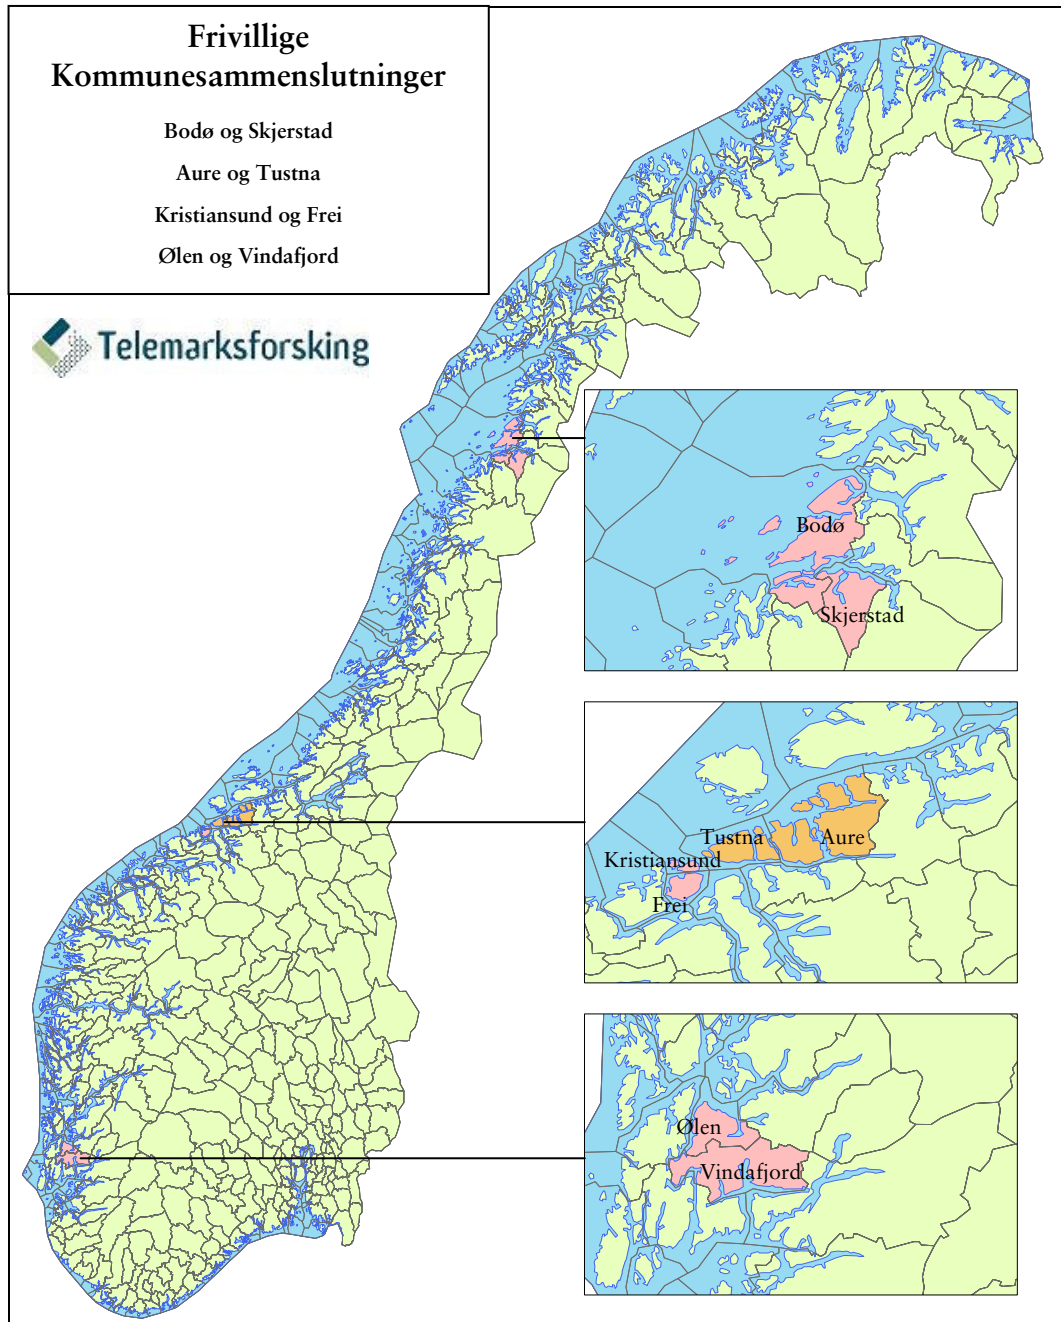 Frivillige
Kommunesammenslutninger
Bodø og Skjerstad
Aure og Tustna
Kristiansund og Frei
Ølen og Vindafjord
Telemarksforsking
Bodø
Skjerstad
Tustna
Aure
Kristiansund
Frei
Ølen
Vindafjord